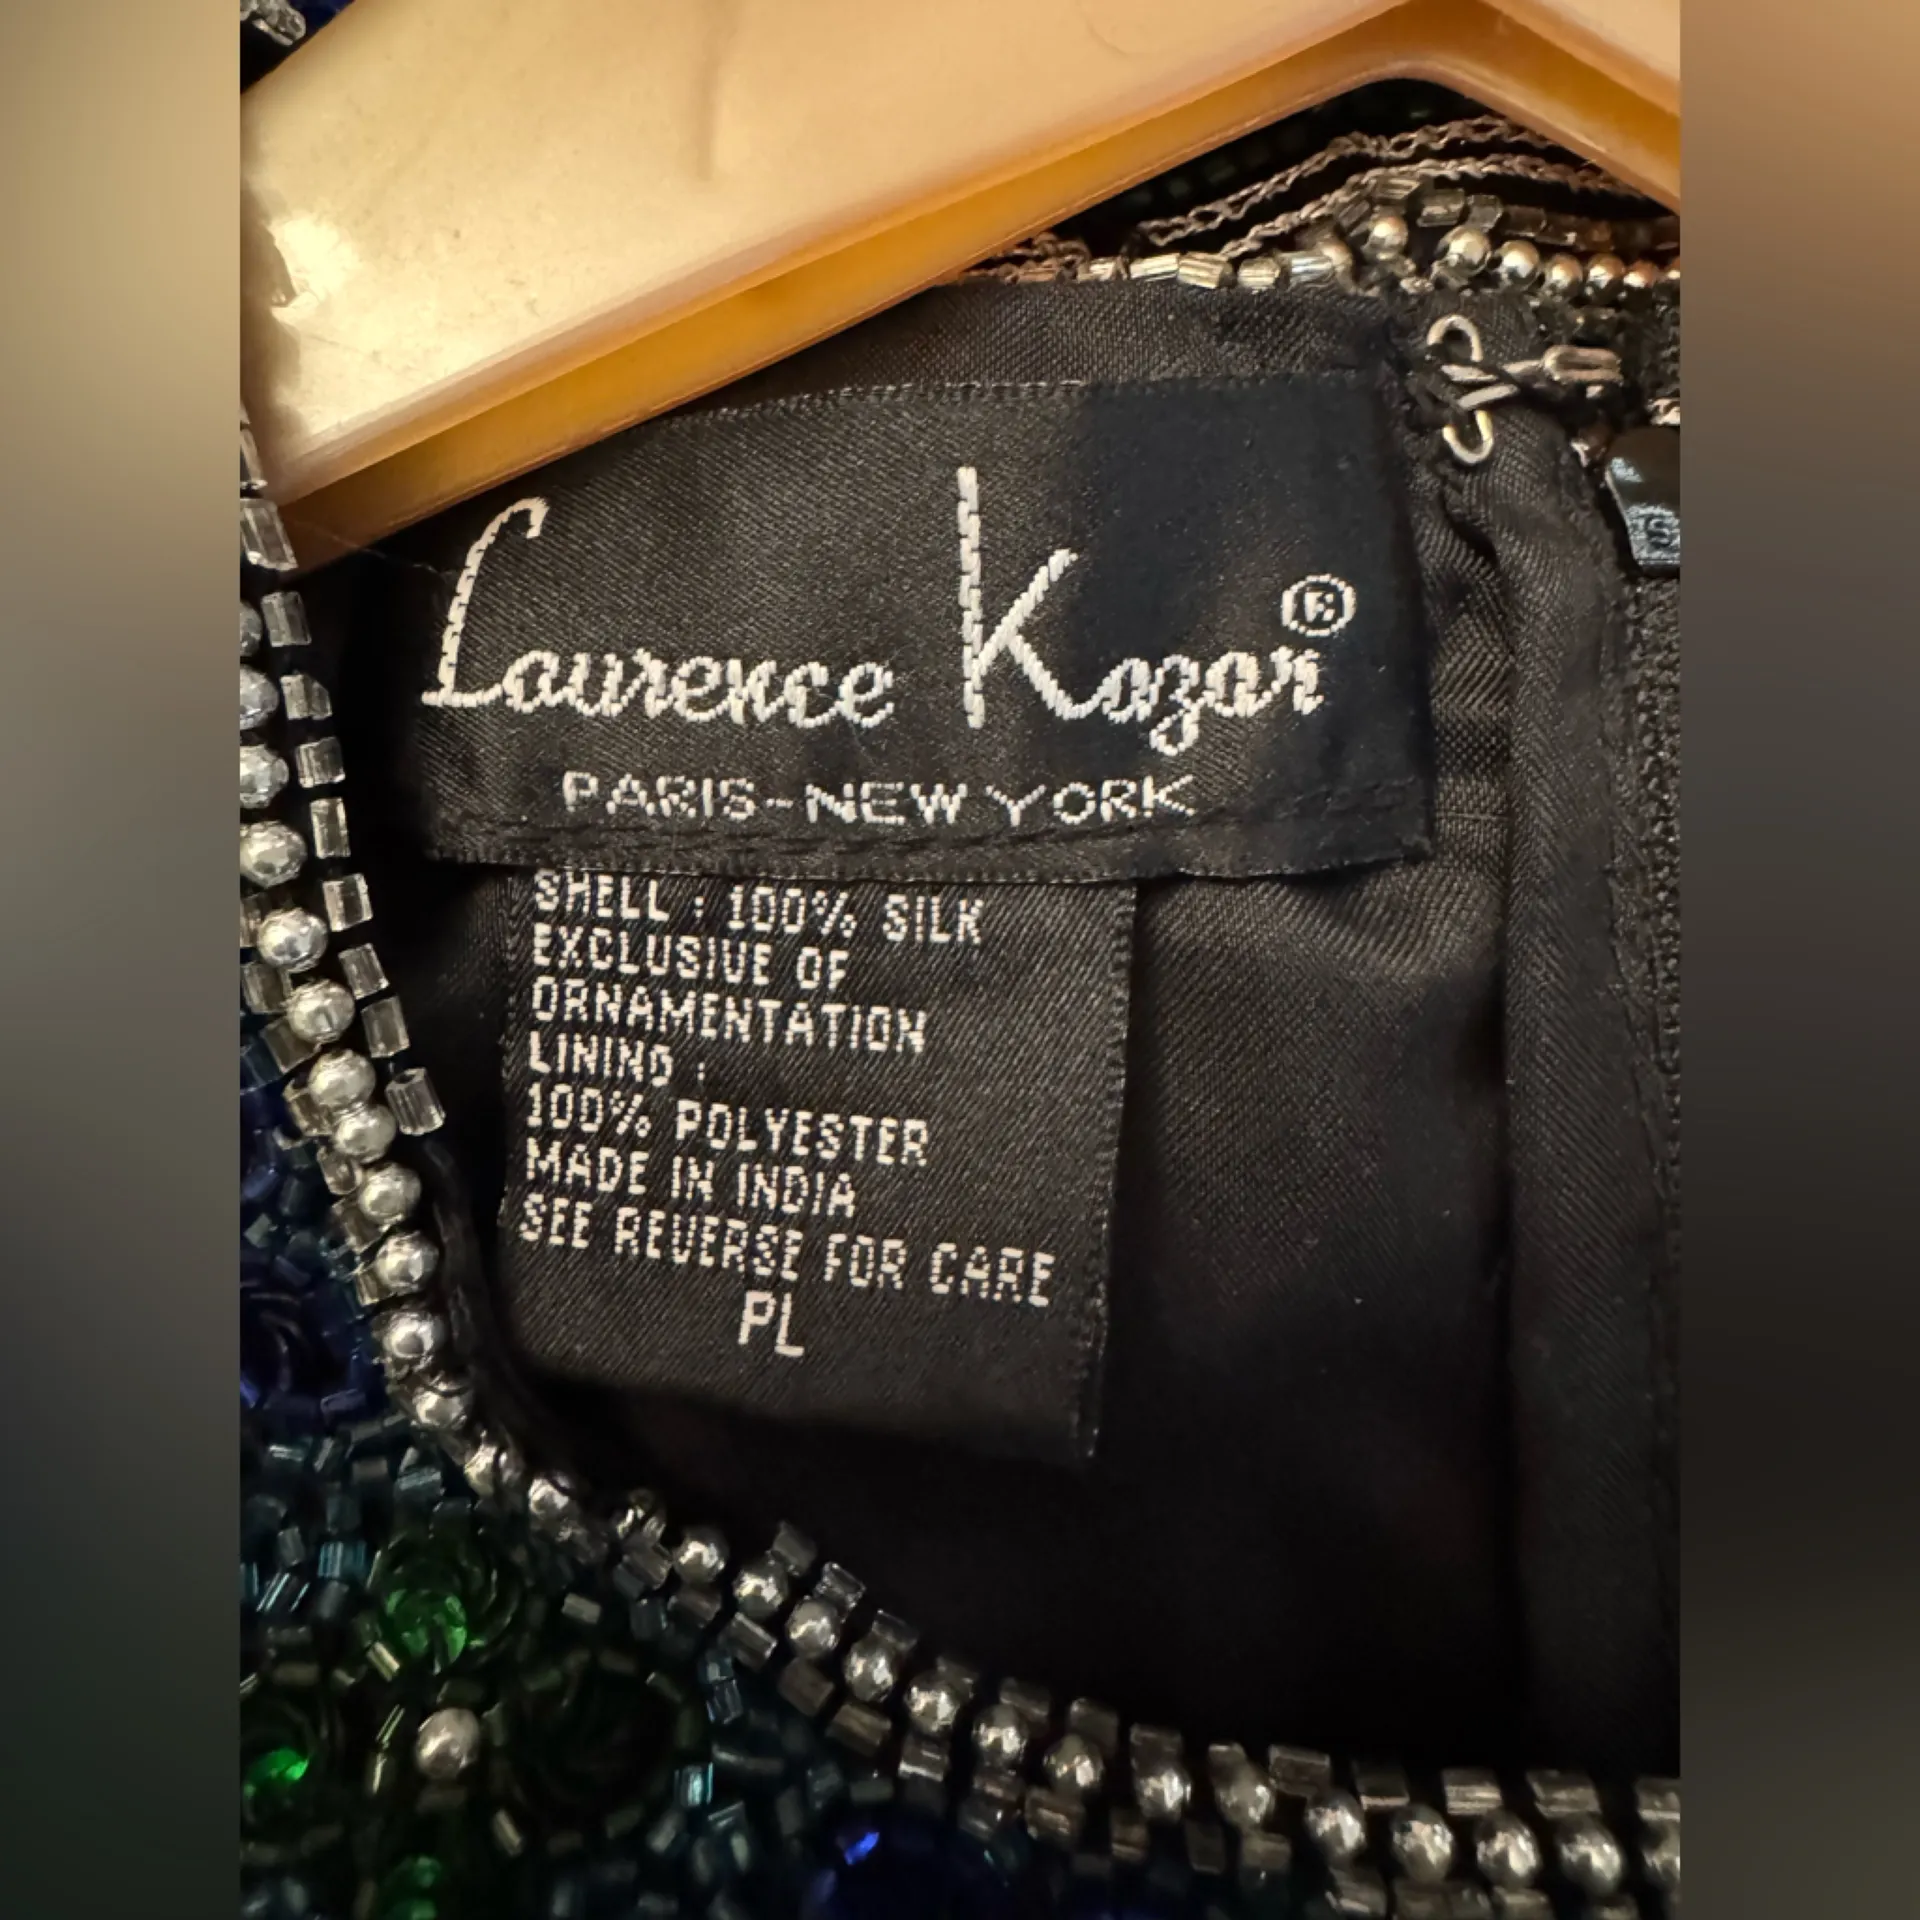 Laurence Kazar ®
PARIS-NEW YORK
SHELL : 100% SILK
EXCLUSIVE OF
ORNAMENTATION
LINING :
100% POLYESTER
MADE IN INDIA
SEE REVERSE FOR CARE
PL